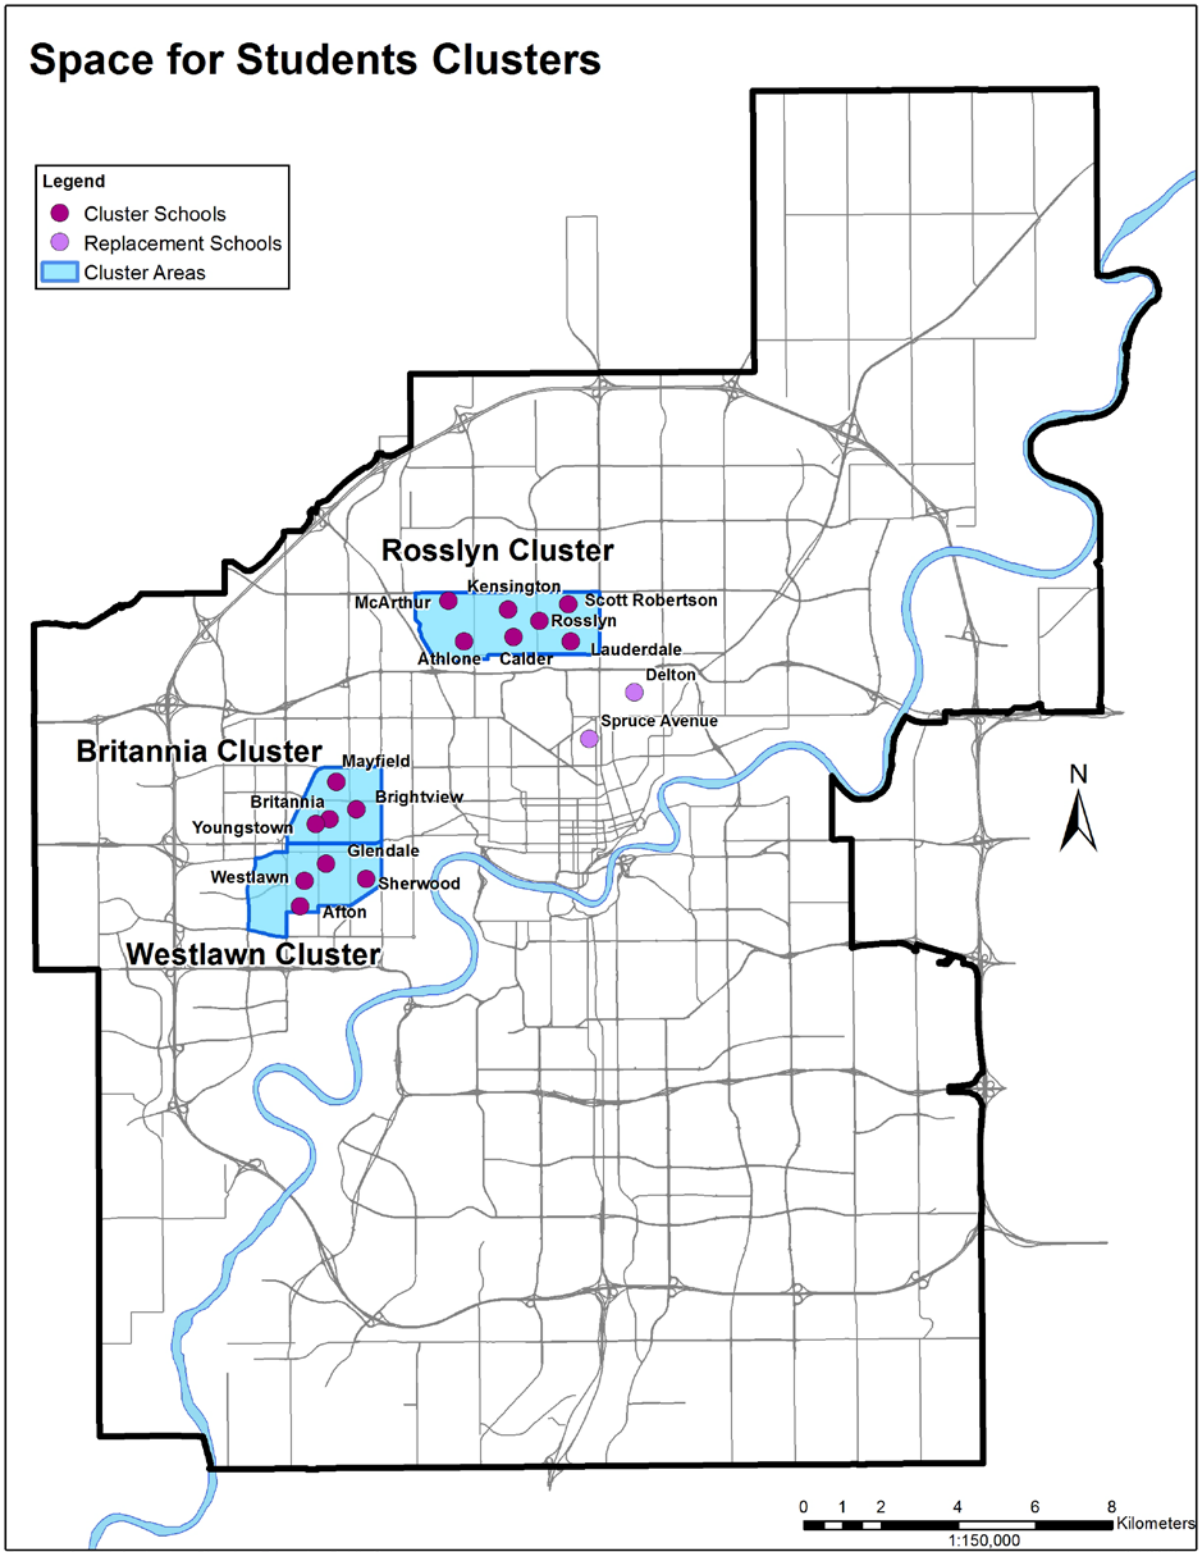 Space for Students Clusters
Legend
Cluster Schools
Replacement Schools
Cluster Areas
Rosslyn Cluster
Kensington
McArthur
Scott Robertson
Rosslyn
Lauderdale
Athlone
Calder
Delton
Spruce Avenue
Britannia Cluster
Mayfield
Brightview
Britannia
Youngstown
Glendale
Westlawn
Sherwood
Afton
Westlawn Cluster
N
0 1 2 4 6 8
Kilometers
1:150,000